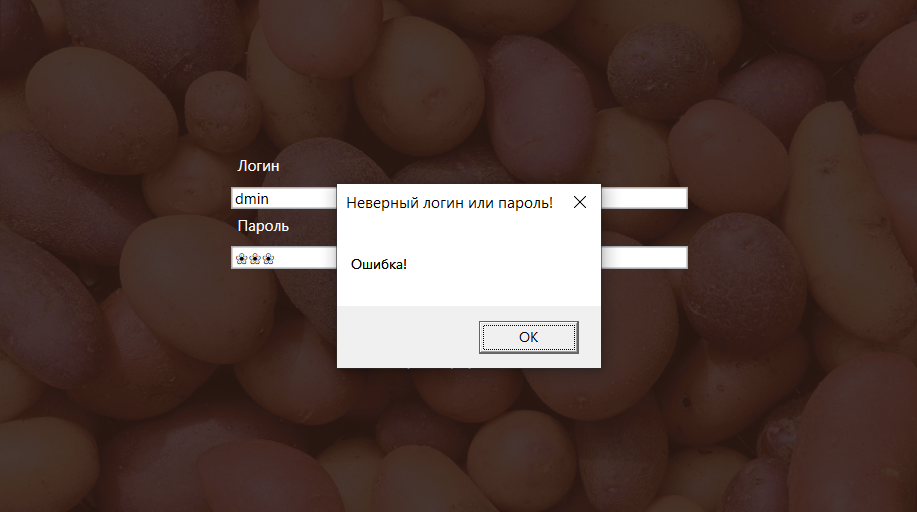 Логин
dmin
Пароль
❀❀❀
Неверный логин или пароль!
Ошибка!
OK